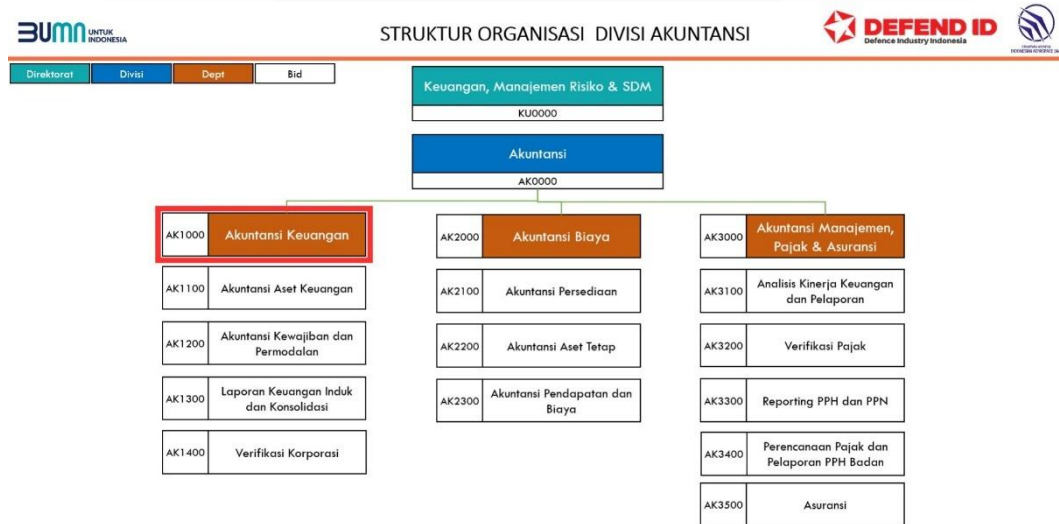 BUMN UNTUK
INDONESIA
STRUKTUR ORGANISASI DIVISI AKUNTANSI
DEFEND ID
Defence Industry Indonesia
Direktorat
Divisi
Dept
Bid
Keuangan, Manajemen Risiko & SDM
KU0000
Akuntansi
AK0000
AK1000
Akuntansi Keuangan
AK1100
Akuntansi Aset Keuangan
AK1200
Akuntansi Kewajiban dan
Permodalan
AK1300
Laporan Keuangan Induk
dan Konsolidasi
AK1400
Verifikasi Korporasi
AK2000
Akuntansi Biaya
AK2100
Akuntansi Persediaan
AK2200
Akuntansi Aset Tetap
AK2300
Akuntansi Pendapatan dan
Biaya
AK3000
Akuntansi Manajemen,
Pajak & Asuransi
AK3100
Analisis Kinerja Keuangan
dan Pelaporan
AK3200
Verifikasi Pajak
AK3300
Reporting PPH dan PPN
AK3400
Perencanaan Pajak dan
Pelaporan PPH Badan
AK3500
Asuransi